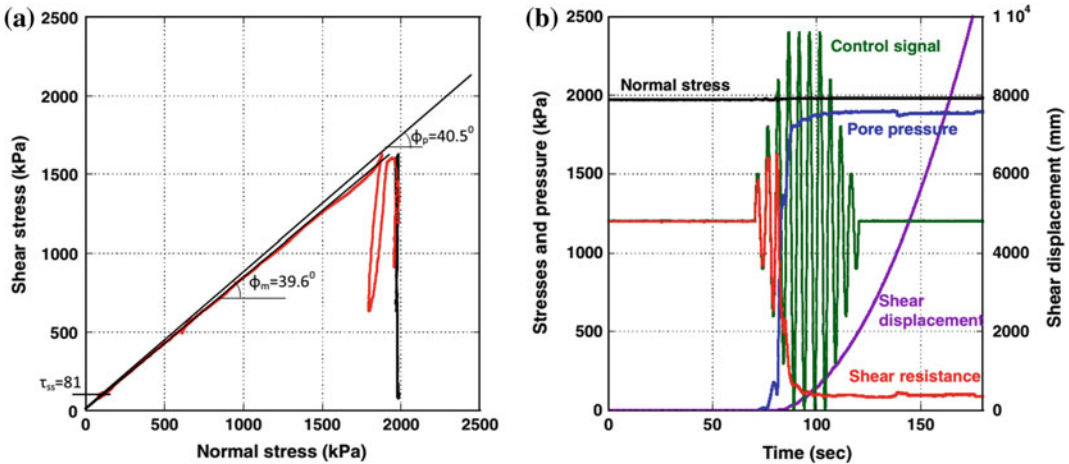 (a)
2500
2000
1500
1000
500
0
Shear stress (kPa)
ϕp=40.5⁰
ϕm=39.6⁰
τss=81
0 500 1000 1500 2000 2500
Normal stress (kPa)
(b)
2500
2000
1500
1000
500
0
Stresses and pressure (kPa)
Control signal
Normal stress
Pore pressure
Shear
displacement
Shear resistance
1 10⁴
8000
6000
4000
2000
0
Shear displacement (mm)
0 50 100 150
Time (sec)